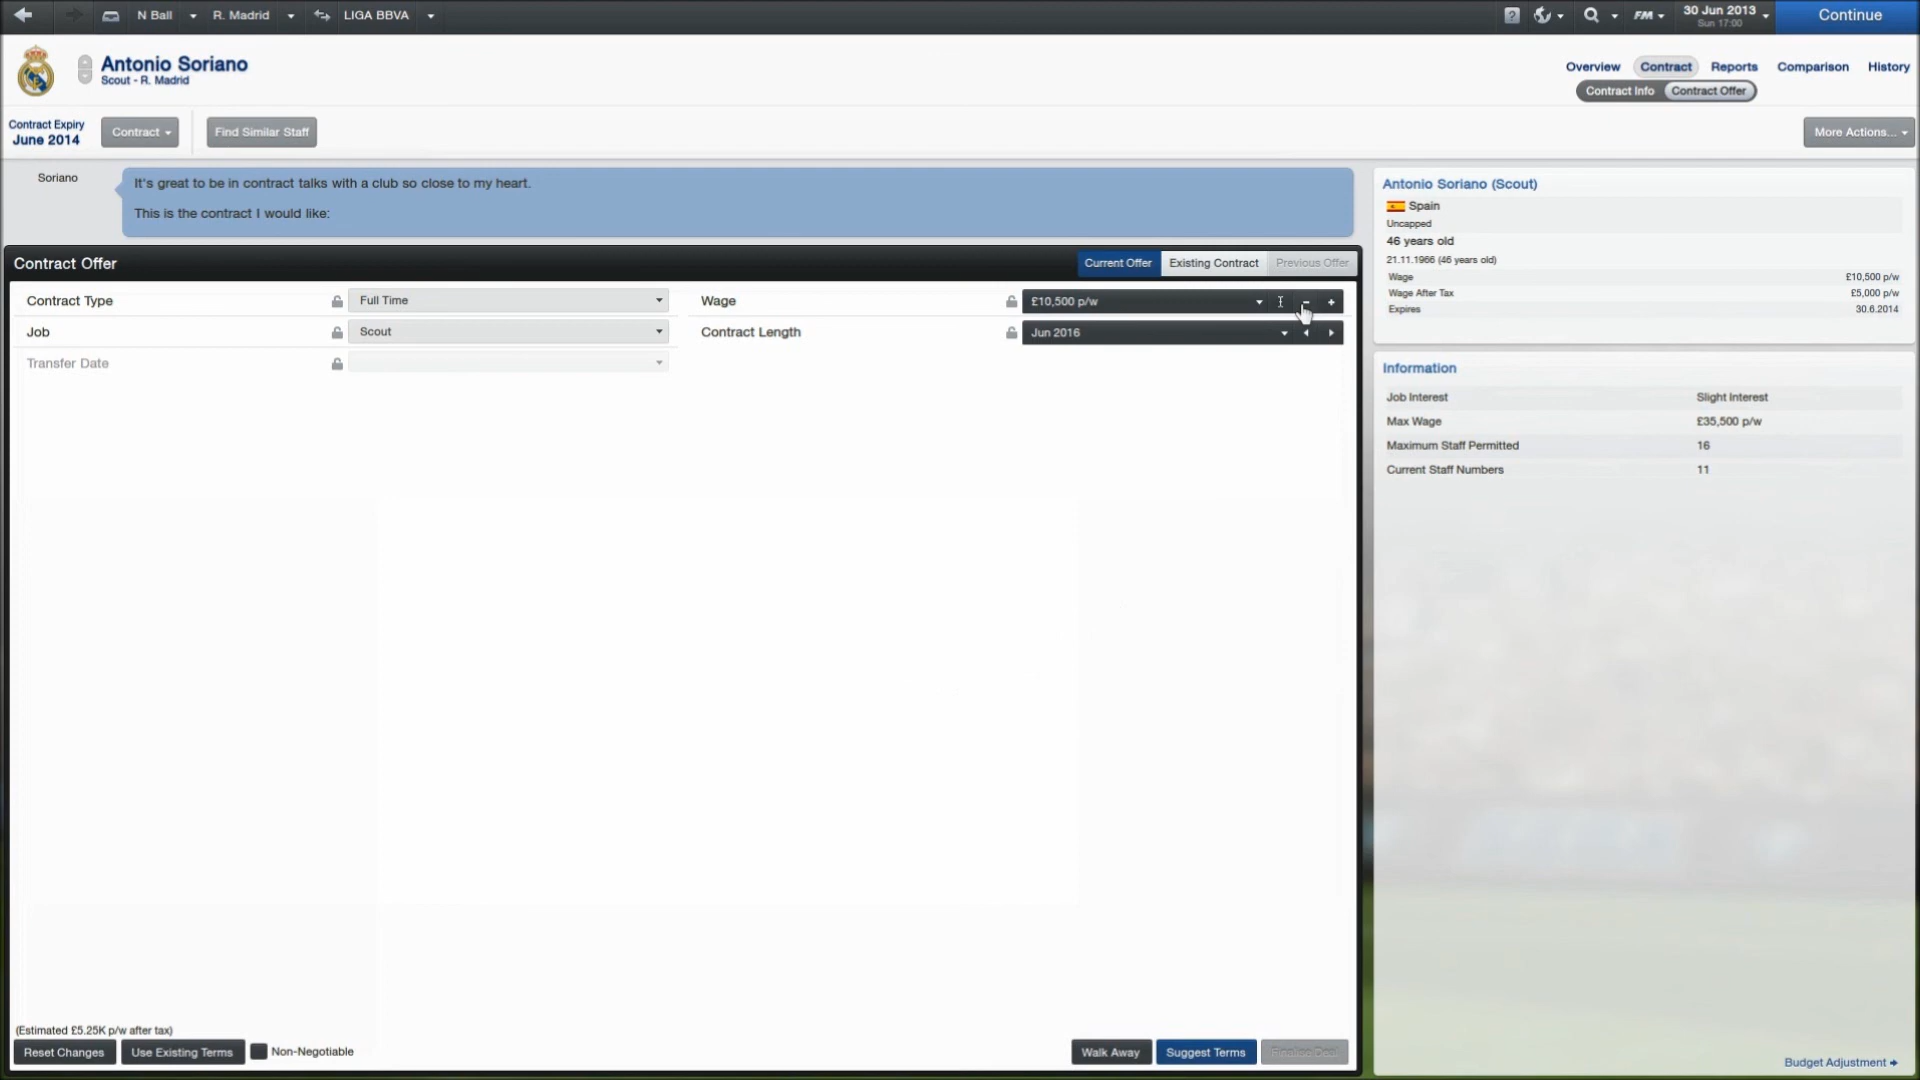 N Ball R. Madrid LIGA BBVA
FM 30 Jun 2013 Continue
Sun 17:00
Antonio Soriano
Scout - R. Madrid
Overview Contract Reports Comparison History
Contract Info Contract Offer
Contract Expiry
June 2014
Contract Find Similar Staff More Actions...
Soriano
It's great to be in contract talks with a club so close to my heart.
This is the contract I would like:
Contract Offer Current Offer Existing Contract Previous Offer
Contract Type Full Time Wage £10,500 p/w
Job Scout Contract Length Jun 2016
Transfer Date
Antonio Soriano (Scout)
Spain
Uncapped
46 years old
21.11.1966 (46 years old)
Wage £10,500 p/w
Wage After Tax £5,000 p/w
Expires 30.6.2014
Information
Job Interest Slight Interest
Max Wage £35,500 p/w
Maximum Staff Permitted 16
Current Staff Numbers 11
(Estimated £5.25K p/w after tax)
Reset Changes Use Existing Terms Non-Negotiable Walk Away Suggest Terms Finalise Deal
Budget Adjustment